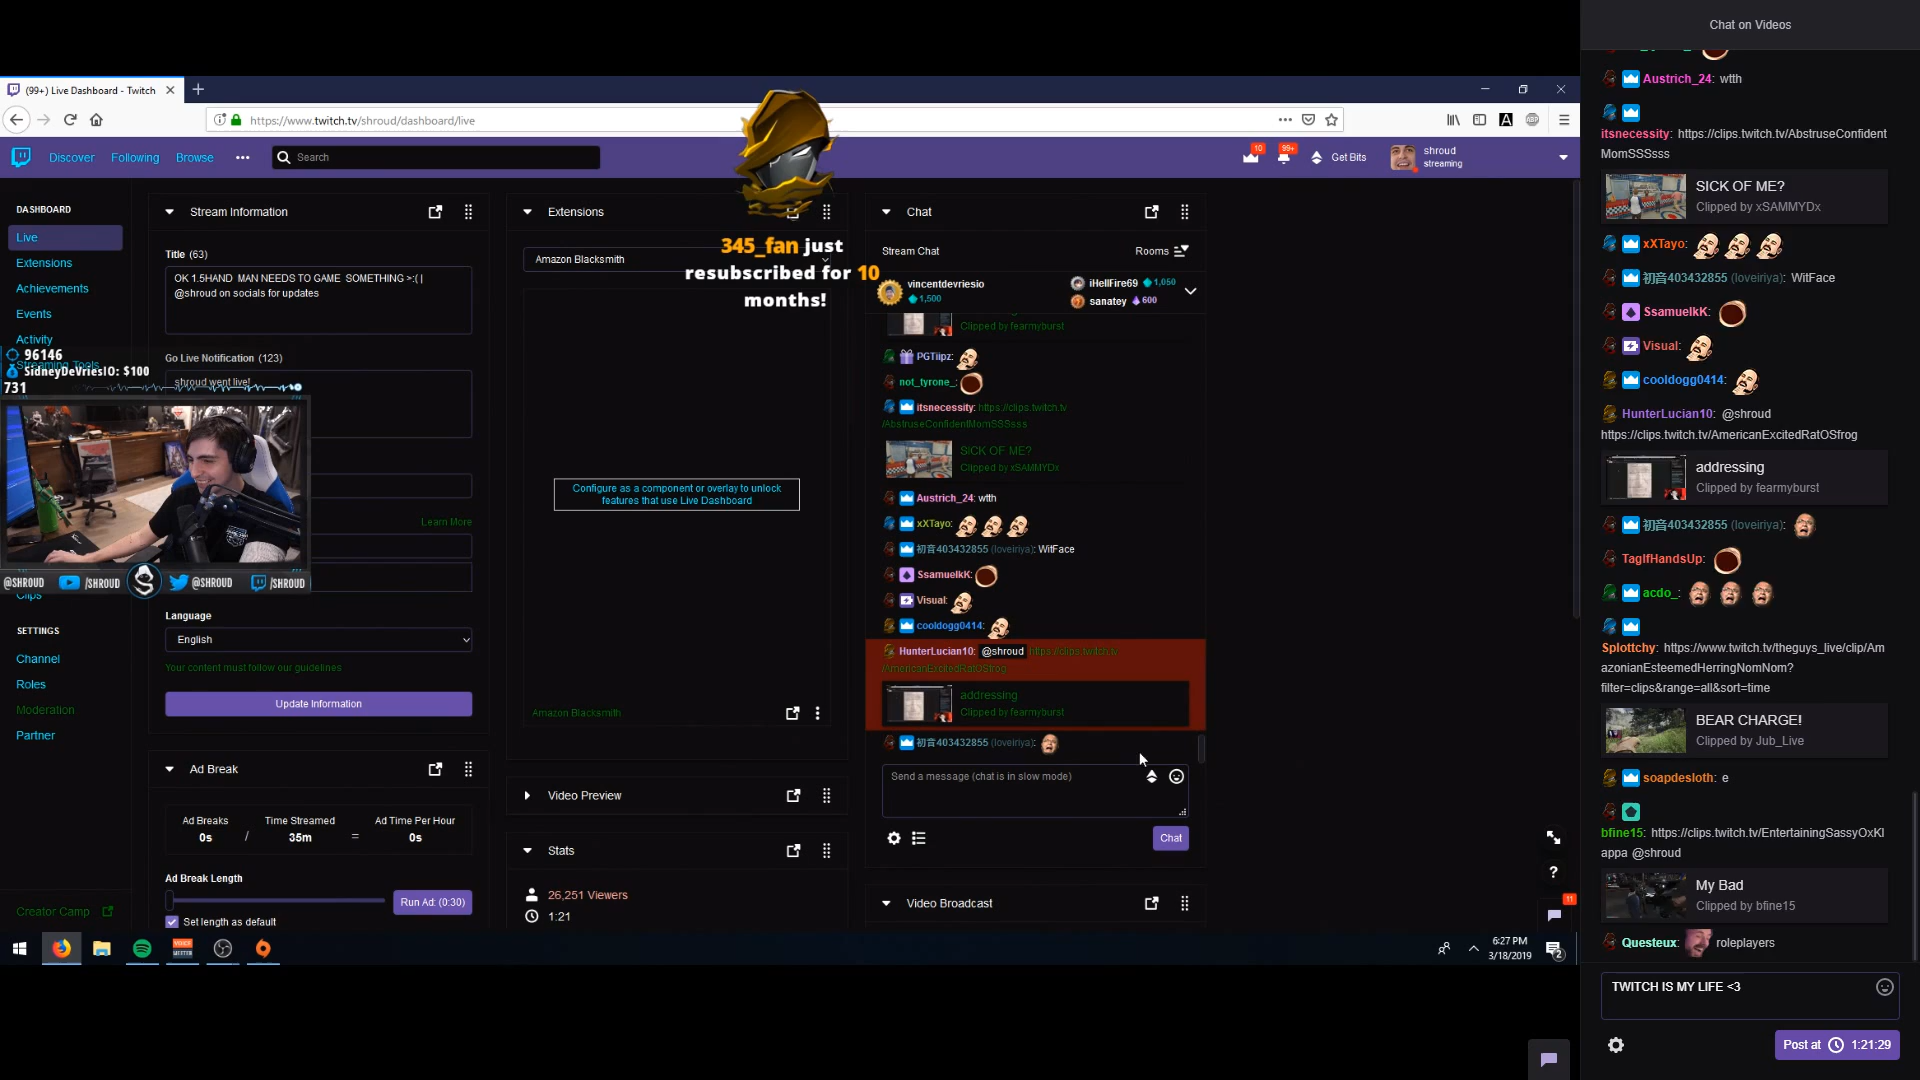 Chat on Videos
(99+) Live Dashboard - Twitch
https://www.twitch.tv/shroud/dashboard/live
Discover
Following
Browse
Search
10
99+
Get Bits
shroud
streaming
DASHBOARD
Live
Extensions
Achievements
Events
Activity
96146
SidneyDeVriesIO: $100
731
@SHROUD
/SHROUD
@SHROUD
/SHROUD
Clips
SETTINGS
Channel
Roles
Moderation
Partner
Creator Camp
Stream Information
Title (63)
OK 1.5HAND MAN NEEDS TO GAME SOMETHING >:( |
@shroud on socials for updates
Go Live Notification (123)
shroud went live!
Learn More
Language
English
Your content must follow our guidelines
Update Information
Ad Break
Ad Breaks
0s
/
Time Streamed
35m
=
Ad Time Per Hour
0s
Ad Break Length
Run Ad: (0:30)
Set length as default
Extensions
Amazon Blacksmith
345_fan just
resubscribed for 10
months!
Configure as a component or overlay to unlock
features that use Live Dashboard
Amazon Blacksmith
Video Preview
Stats
26,251 Viewers
1:21
Chat
Stream Chat
Rooms
vincentdevriesio
1,500
iHellFire69 1,050
sanatey 600
Clipped by fearmyburst
PGTiipz:
not_tyrone_:
itsnecessity: https://clips.twitch.tv
/AbstruseConfidentMomSSSsss
SICK OF ME?
Clipped by xSAMMYDx
Austrich_24: wtth
xXTayo:
初音403432855 (loveiriya): WitFace
SsamuelkK:
Visual:
cooldogg0414:
HunterLucian10: @shroud https://clips.twitch.tv
/AmericanExcitedRatOSfrog
addressing
Clipped by fearmyburst
初音403432855 (loveiriya):
Send a message (chat is in slow mode)
Chat
Video Broadcast
11
6:27 PM
3/18/2019
2
VOICE
MEETER
Austrich_24: wtth
itsnecessity: https://clips.twitch.tv/AbstruseConfident
MomSSSsss
SICK OF ME?
Clipped by xSAMMYDx
xXTayo:
初音403432855 (loveiriya): WitFace
SsamuelkK:
Visual:
cooldogg0414:
HunterLucian10: @shroud
https://clips.twitch.tv/AmericanExcitedRatOSfrog
addressing
Clipped by fearmyburst
初音403432855 (loveiriya):
TagIfHandsUp:
acdo_:
Splottchy: https://www.twitch.tv/theguys_live/clip/Am
azonianEsteemedHerringNomNom?
filter=clips&range=all&sort=time
BEAR CHARGE!
Clipped by Jub_Live
soapdesloth: e
bfine15: https://clips.twitch.tv/EntertainingSassyOxKl
appa @shroud
My Bad
Clipped by bfine15
Questeux: roleplayers
TWITCH IS MY LIFE <3
Post at 1:21:29